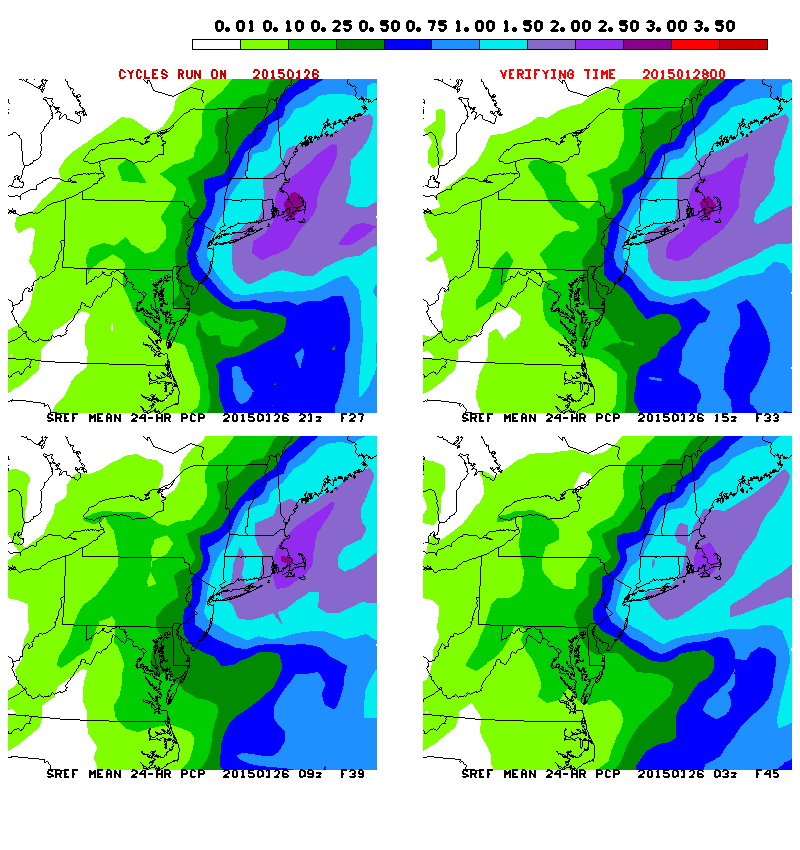 0.01 0.10 0.25 0.50 0.75 1.00 1.50 2.00 2.50 3.00 3.50
CYCLES RUN ON 20150126
VERIFYING TIME 2015012800
SREF MEAN 24-HR PCP 20150126 21z F27
SREF MEAN 24-HR PCP 20150126 15z F33
SREF MEAN 24-HR PCP 20150126 09z F39
SREF MEAN 24-HR PCP 20150126 03z F45